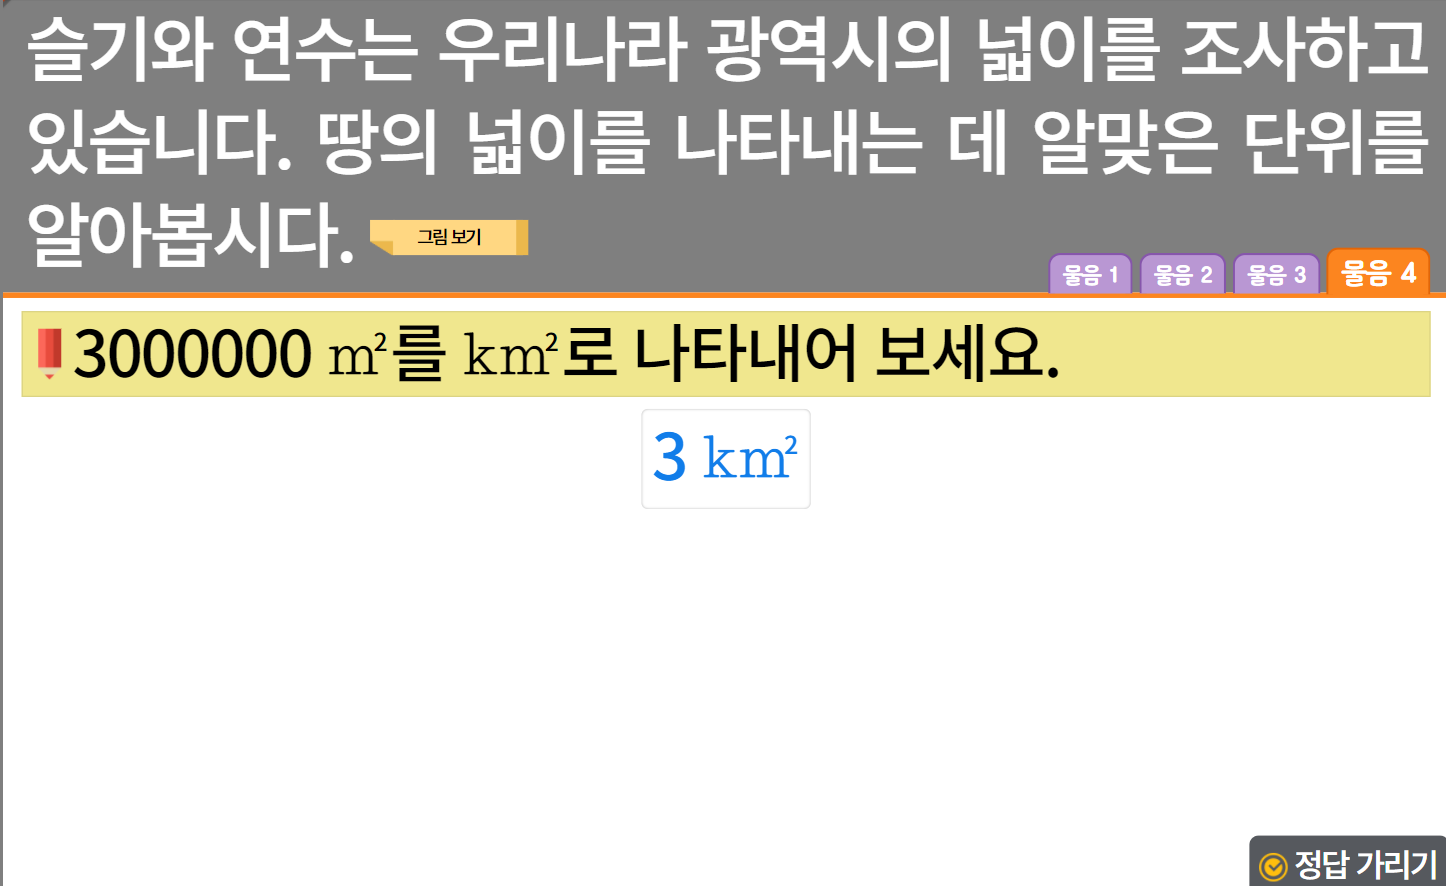 슬기와 연수는 우리나라 광역시의 넓이를 조사하고
있습니다. 땅의 넓이를 나타내는 데 알맞은 단위를
알아봅시다. 그림 보기
물음 1 물음 2 물음 3 물음 4
3000000 m²를 km²로 나타내어 보세요.
3 km²
정답 가리기